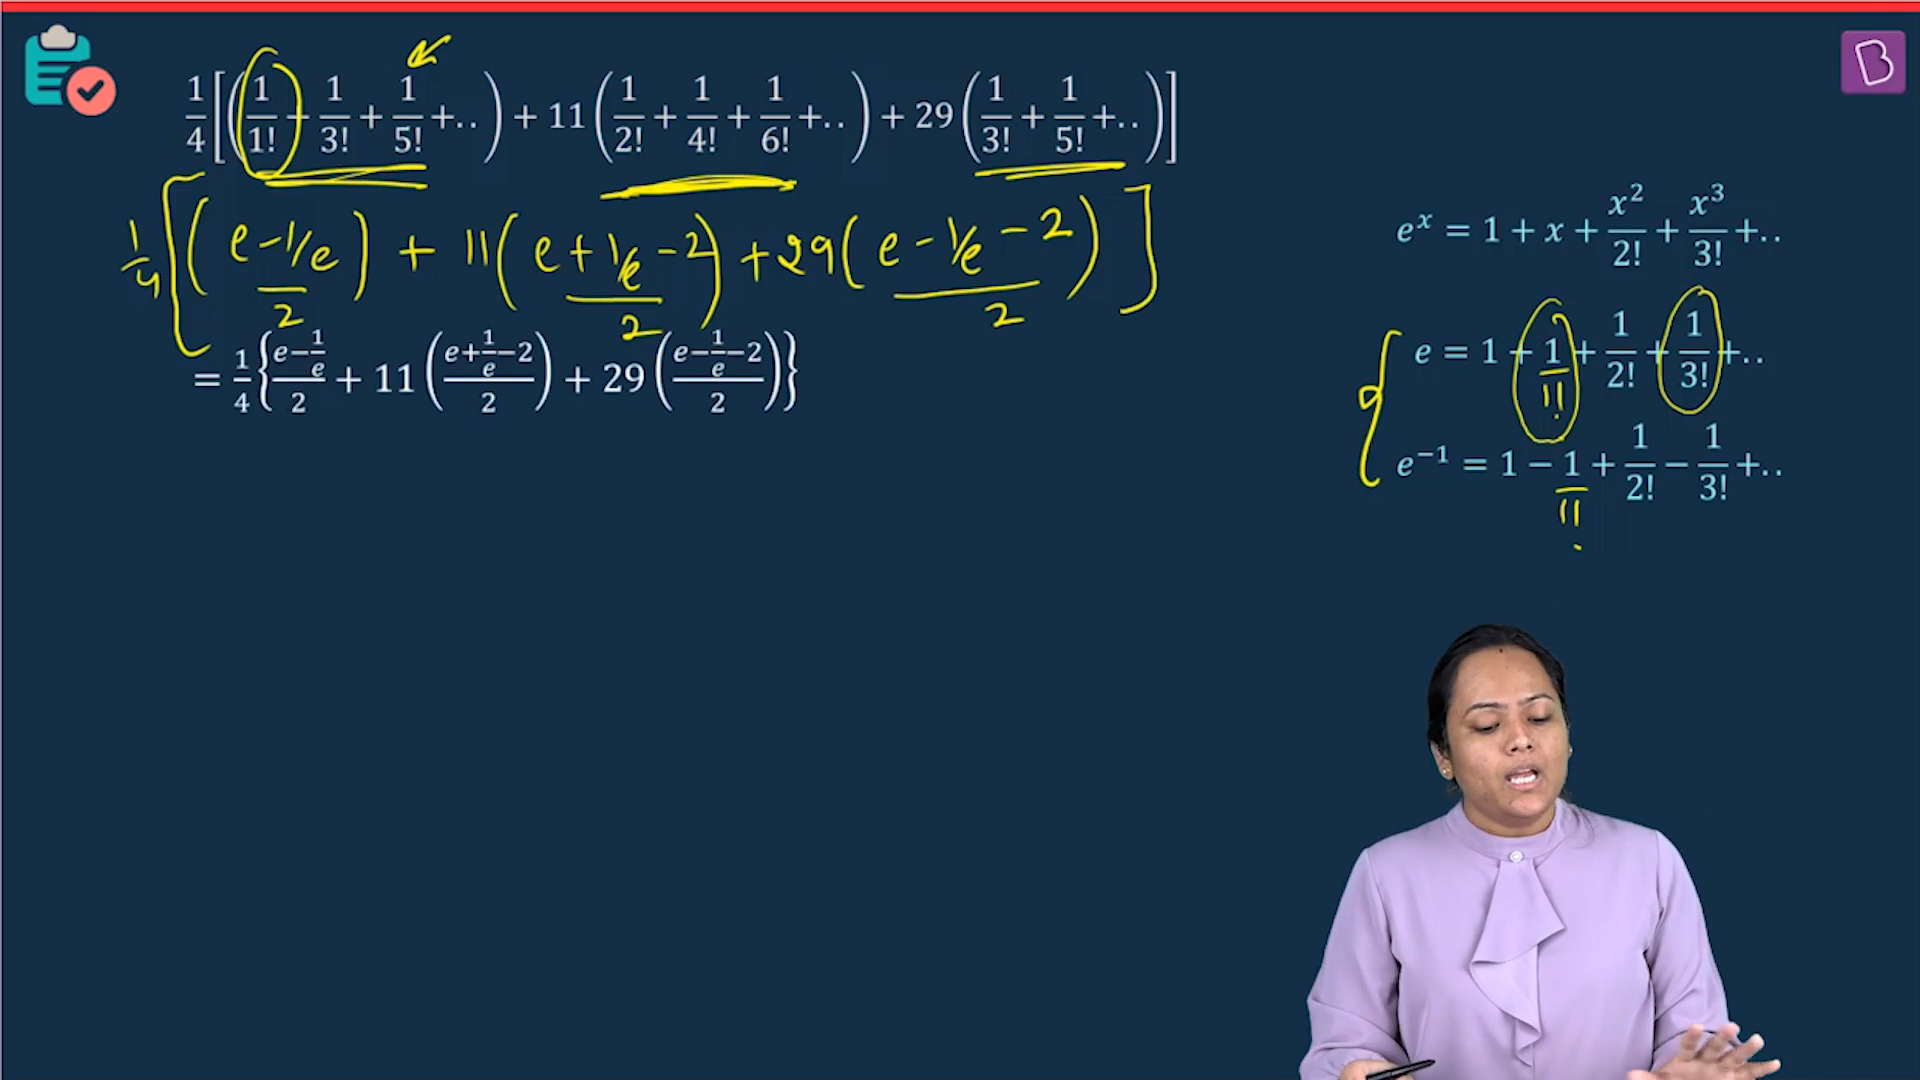 1/4[(1/1! + 1/3! + 1/5! +..) + 11(1/2! + 1/4! + 1/6! +..) + 29(1/3! + 1/5! +..)]
1/4[(e-1/e/2) + 11(e+1/e-2/2) + 29(e-1/e-2/2)]
= 1/4{e-1/e/2 + 11(e+1/e-2/2) + 29(e-1/e-2/2)}
eˣ = 1 + x + x²/2! + x³/3! +..
e = 1 + 1/1! + 1/2! + 1/3! +..
e⁻¹ = 1 − 1/1! + 1/2! − 1/3! +..
B